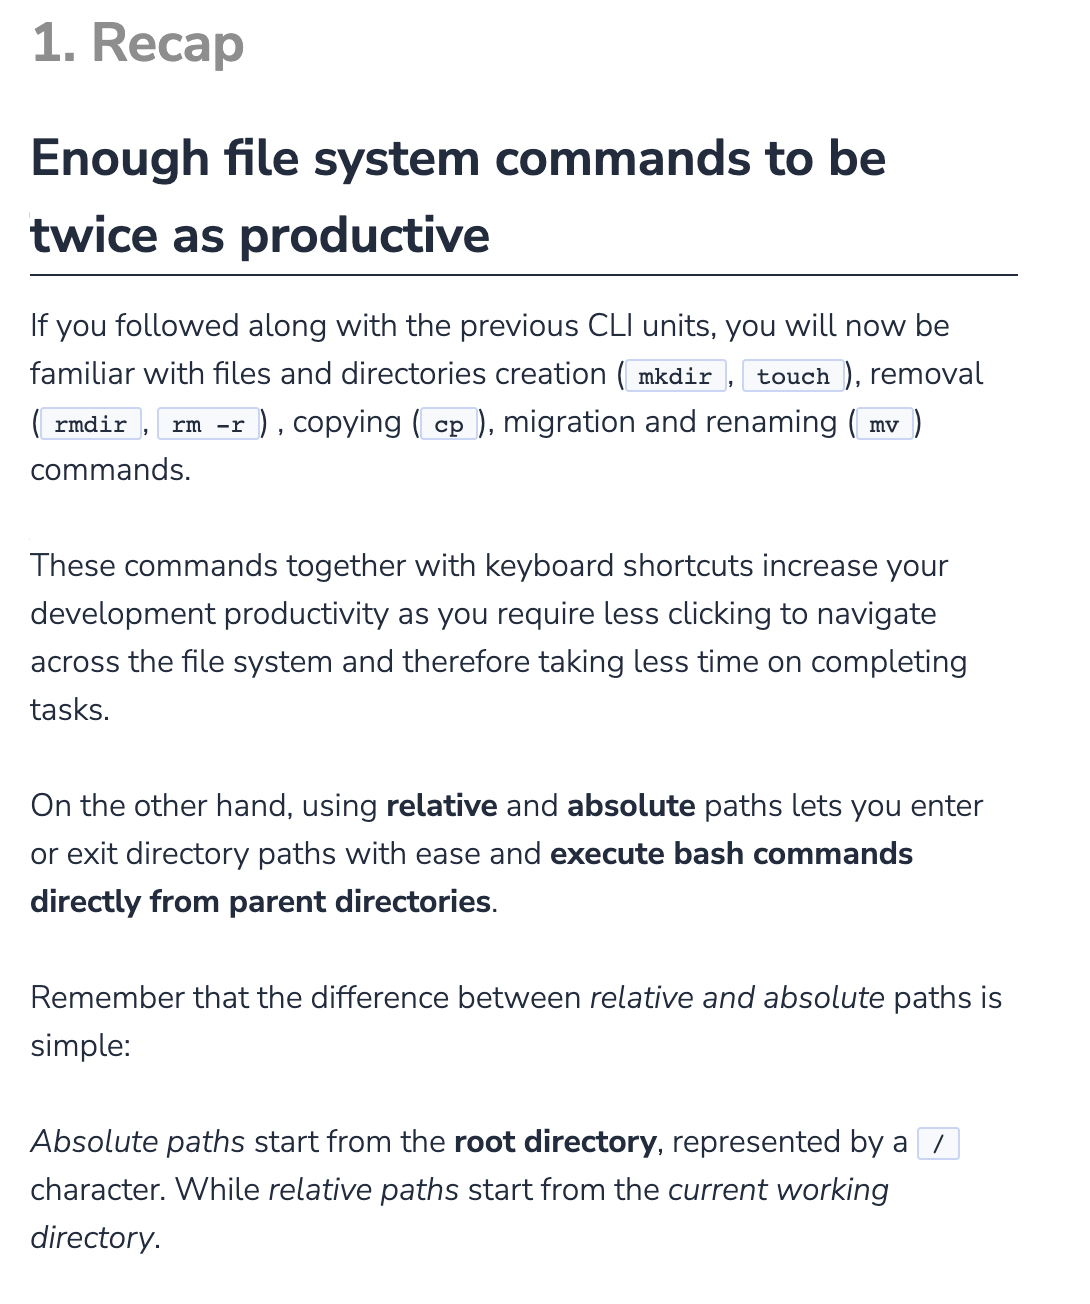 1. Recap
Enough file system commands to be
twice as productive
If you followed along with the previous CLI units, you will now be
familiar with files and directories creation ( mkdir , touch ), removal
( rmdir , rm -r ) , copying ( cp ), migration and renaming ( mv )
commands.
These commands together with keyboard shortcuts increase your
development productivity as you require less clicking to navigate
across the file system and therefore taking less time on completing
tasks.
On the other hand, using relative and absolute paths lets you enter
or exit directory paths with ease and execute bash commands
directly from parent directories.
Remember that the difference between relative and absolute paths is
simple:
Absolute paths start from the root directory, represented by a /
character. While relative paths start from the current working
directory.